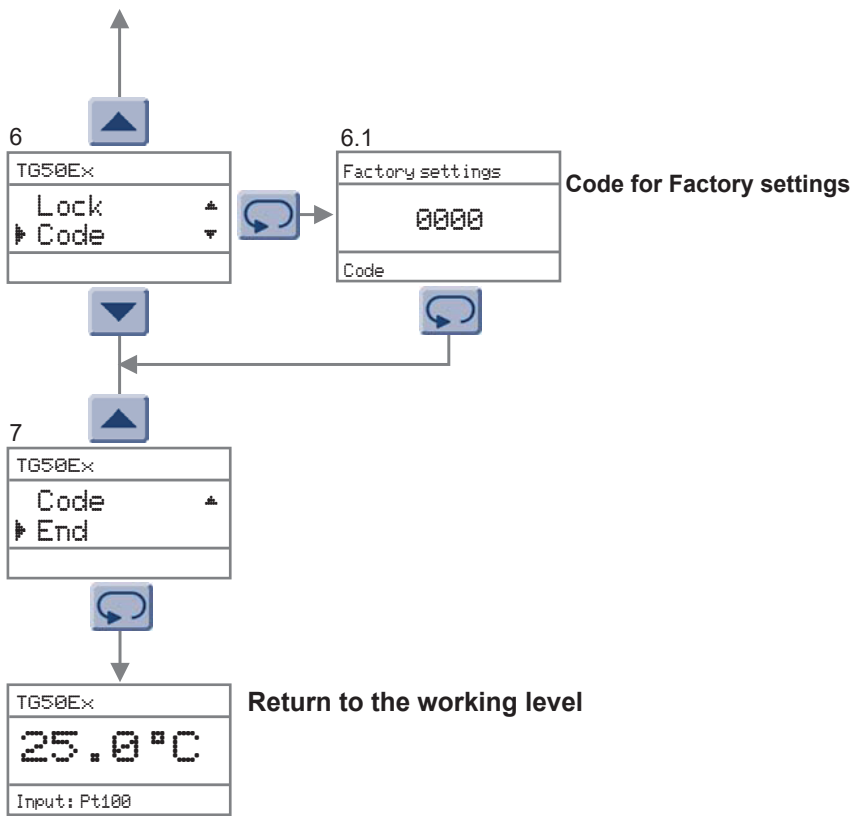 6
TG50Ex
Lock
Code
6.1
Factory settings
0000
Code
Code for Factory settings
7
TG50Ex
Code
End
TG50Ex
25.0°C
Input: Pt100
Return to the working level